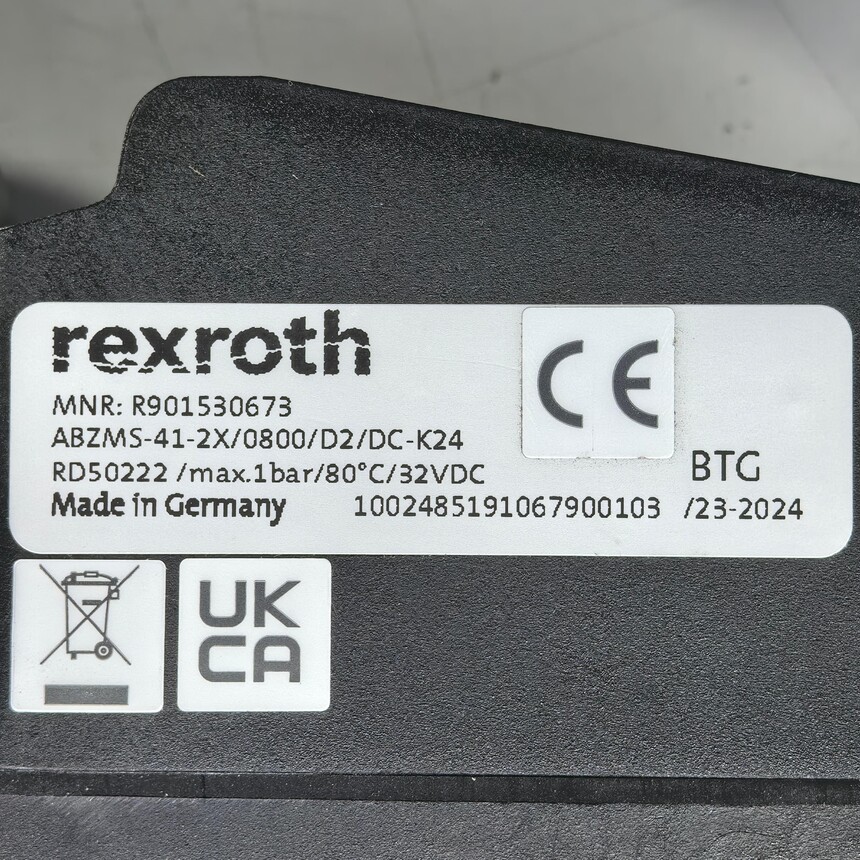 rexroth
CE
MNR: R901530673
ABZMS-41-2X/0800/D2/DC-K24
RD50222 /max.1bar/80°C/32VDC
BTG
Made in Germany 1002485191067900103 /23-2024
UK
CA